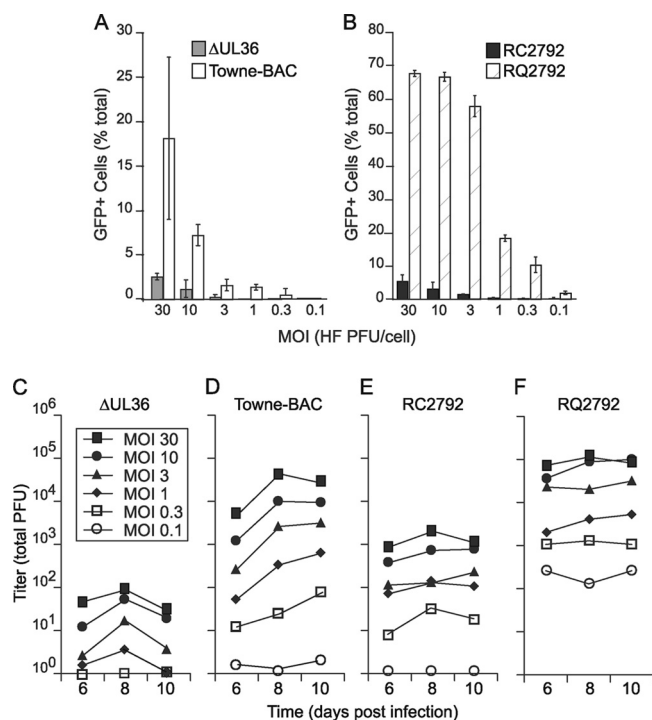 A
ΔUL36
Towne-BAC
GFP+ Cells (% total)
30
25
20
15
10
5
0
30 10 3 1 0.3 0.1
B
RC2792
RQ2792
GFP+ Cells (% total)
80
70
60
50
40
30
20
10
0
30 10 3 1 0.3 0.1
MOI (HF PFU/cell)
C D E F
ΔUL36 Towne-BAC RC2792 RQ2792
Titer (total PFU)
10⁶
10⁵
10⁴
10³
10²
10¹
10⁰
MOI 30
MOI 10
MOI 3
MOI 1
MOI 0.3
MOI 0.1
6 8 10 6 8 10 6 8 10 6 8 10
Time (days post infection)